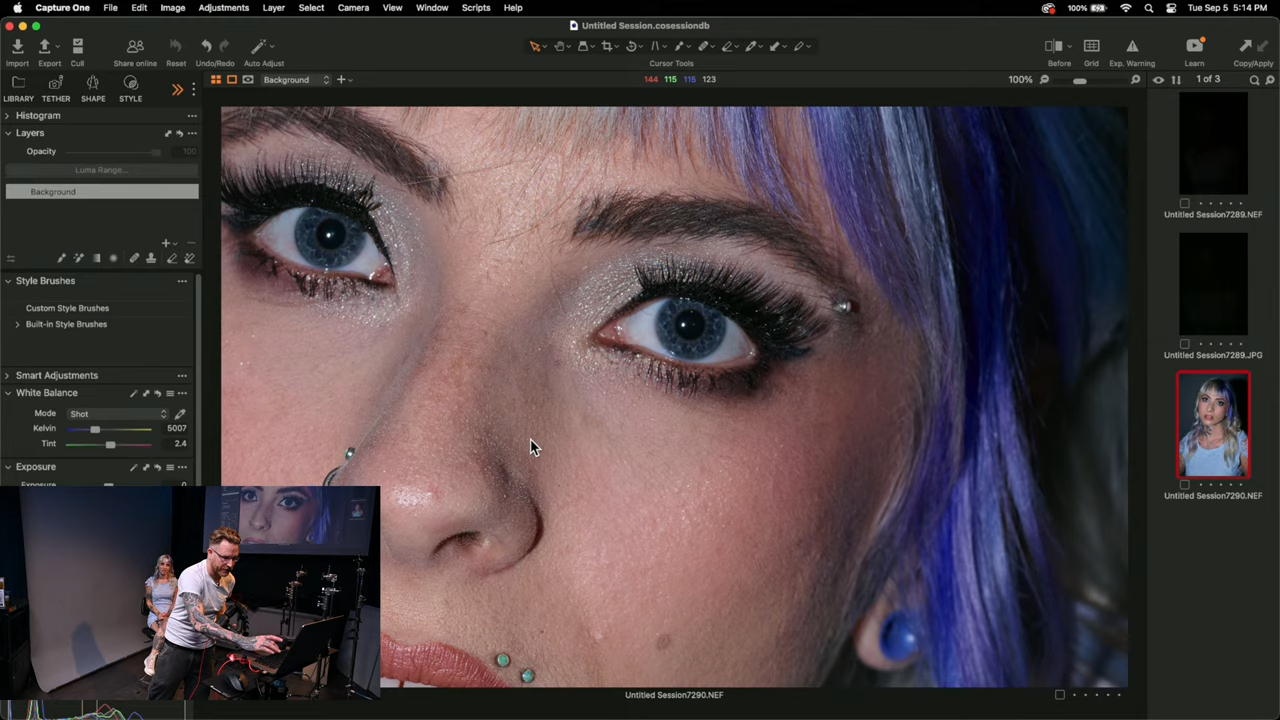 Capture One File Edit Image Adjustments Layer Select Camera View Window Scripts Help 100% Tue Sep 5 5:14 PM
Untitled Session.cosessiondb
Import Export Cull Share online Reset Undo/Redo Auto Adjust Cursor Tools Before Grid Exp. Warning Learn Copy/Apply
Background 144 115 115 123 100% 1 of 3
LIBRARY TETHER SHAPE STYLE
Histogram
Layers
Opacity 100
Luma Range...
Background
Style Brushes
Custom Style Brushes
Built-in Style Brushes
Smart Adjustments
White Balance
Mode Shot
Kelvin 5007
Tint 2.4
Exposure
Exposure 0
Untitled Session7289.NEF
Untitled Session7289.JPG
Untitled Session7290.NEF
Untitled Session7290.NEF